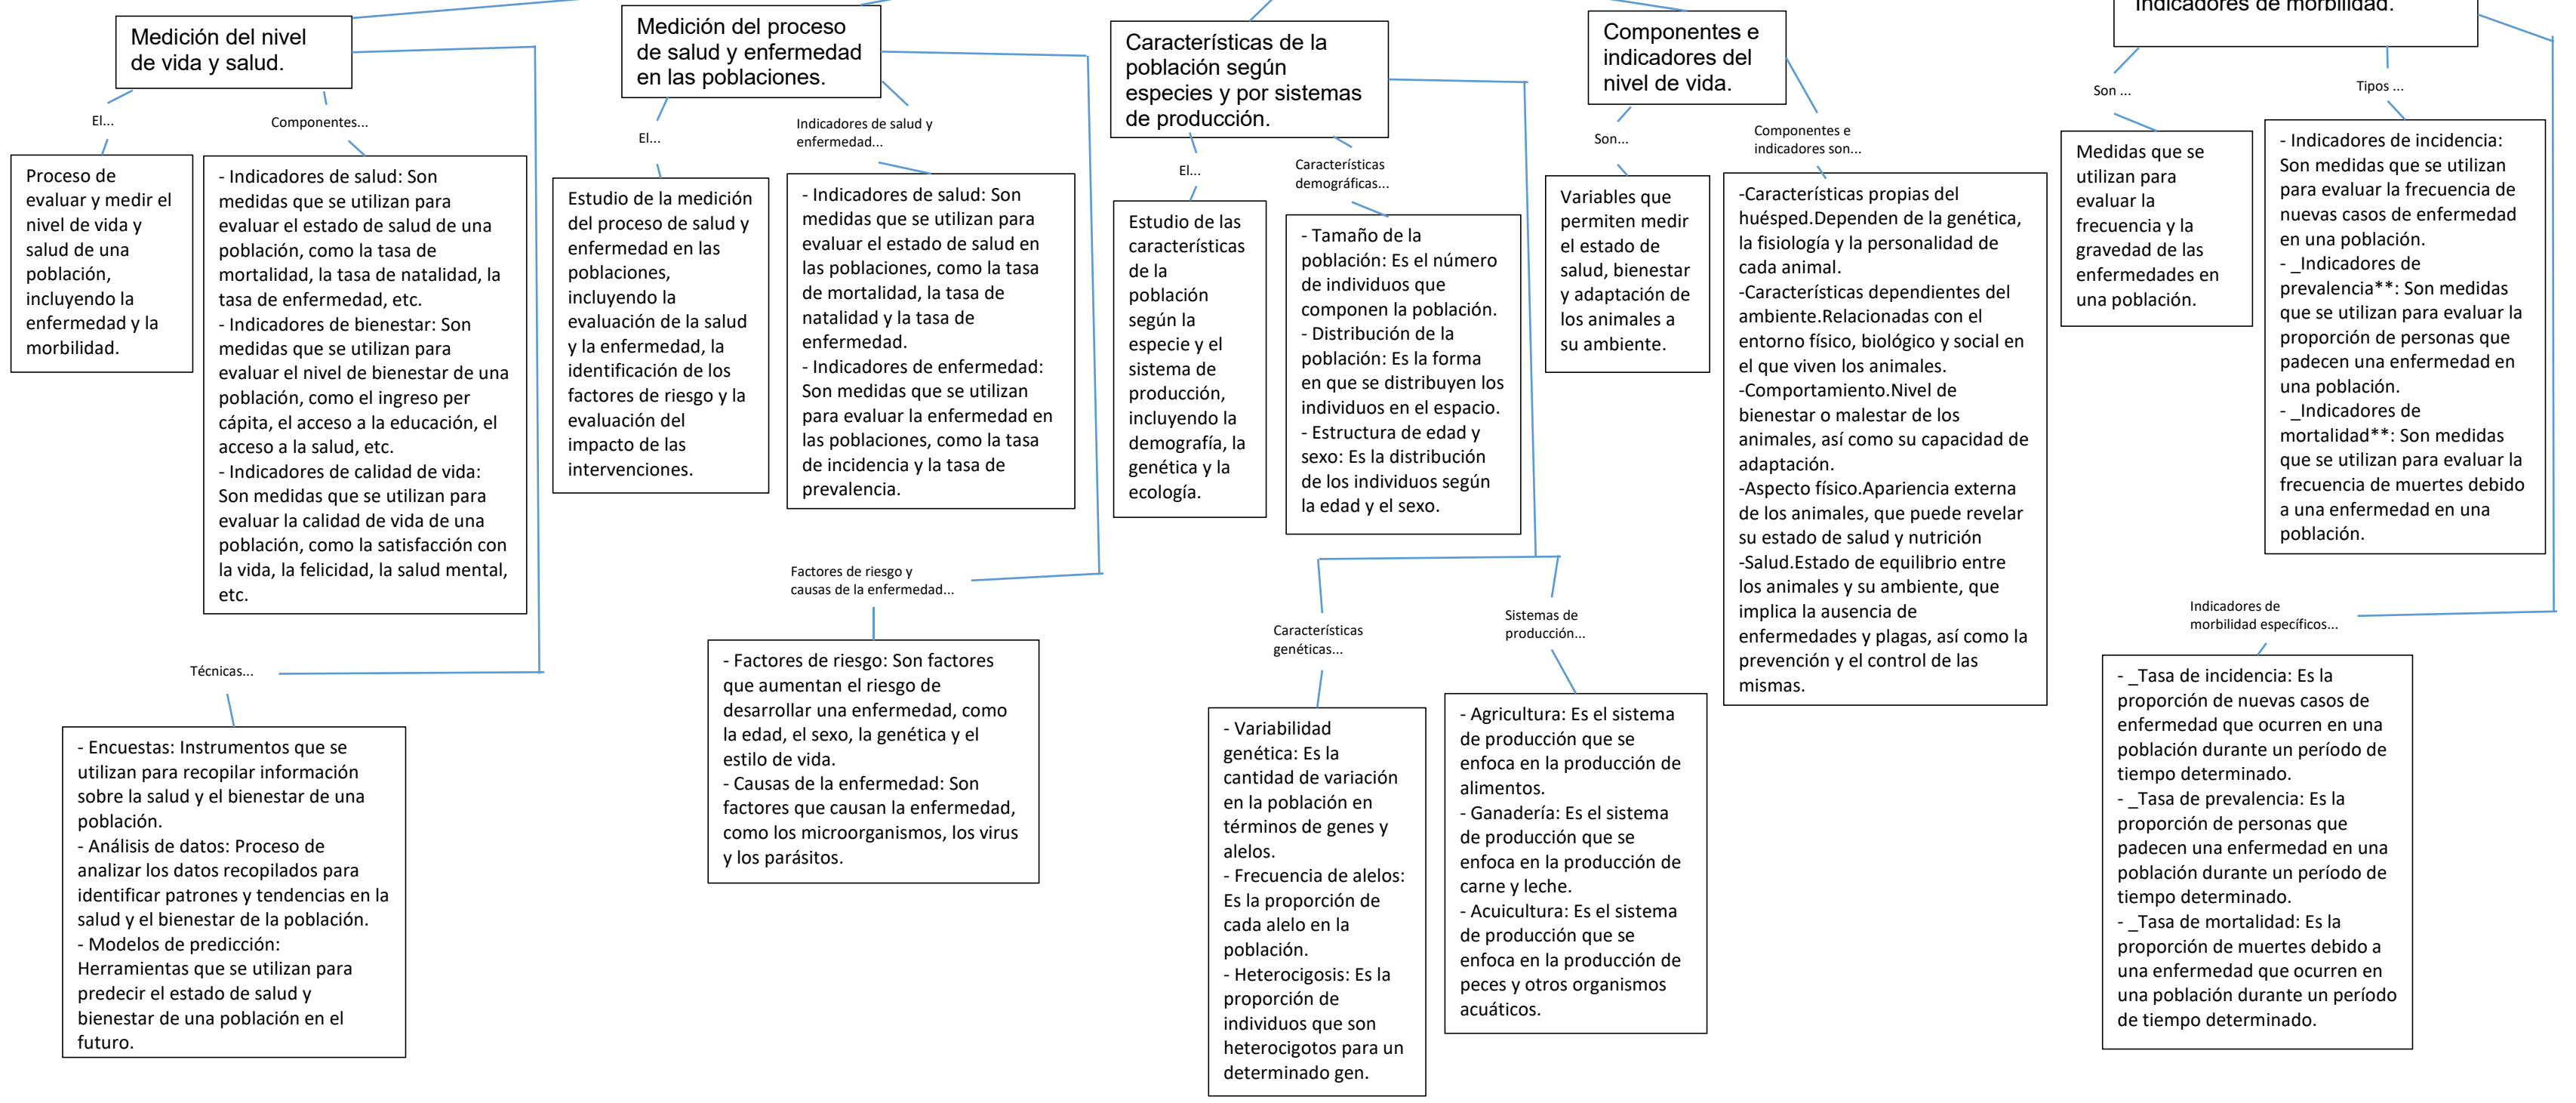 Medición del nivel
de vida y salud.
El...
Componentes...
Proceso de
evaluar y medir el
nivel de vida y
salud de una
población,
incluyendo la
enfermedad y la
morbilidad.
- Indicadores de salud: Son
medidas que se utilizan para
evaluar el estado de salud de una
población, como la tasa de
mortalidad, la tasa de natalidad, la
tasa de enfermedad, etc.
- Indicadores de bienestar: Son
medidas que se utilizan para
evaluar el nivel de bienestar de una
población, como el ingreso per
cápita, el acceso a la educación, el
acceso a la salud, etc.
- Indicadores de calidad de vida:
Son medidas que se utilizan para
evaluar la calidad de vida de una
población, como la satisfacción con
la vida, la felicidad, la salud mental,
etc.
Técnicas...
- Encuestas: Instrumentos que se
utilizan para recopilar información
sobre la salud y el bienestar de una
población.
- Análisis de datos: Proceso de
analizar los datos recopilados para
identificar patrones y tendencias en la
salud y el bienestar de la población.
- Modelos de predicción:
Herramientas que se utilizan para
predecir el estado de salud y
bienestar de una población en el
futuro.
Medición del proceso
de salud y enfermedad
en las poblaciones.
El...
Indicadores de salud y
enfermedad...
Estudio de la medición
del proceso de salud y
enfermedad en las
poblaciones,
incluyendo la
evaluación de la salud
y la enfermedad, la
identificación de los
factores de riesgo y la
evaluación del
impacto de las
intervenciones.
- Indicadores de salud: Son
medidas que se utilizan para
evaluar el estado de salud en
las poblaciones, como la tasa
de mortalidad, la tasa de
natalidad y la tasa de
enfermedad.
- Indicadores de enfermedad:
Son medidas que se utilizan
para evaluar la enfermedad en
las poblaciones, como la tasa
de incidencia y la tasa de
prevalencia.
Factores de riesgo y
causas de la enfermedad...
- Factores de riesgo: Son factores
que aumentan el riesgo de
desarrollar una enfermedad, como
la edad, el sexo, la genética y el
estilo de vida.
- Causas de la enfermedad: Son
factores que causan la enfermedad,
como los microorganismos, los virus
y los parásitos.
Características de la
población según
especies y por sistemas
de producción.
El...
Características
demográficas...
Estudio de las
características
de la
población
según la
especie y el
sistema de
producción,
incluyendo la
demografía, la
genética y la
ecología.
- Tamaño de la
población: Es el número
de individuos que
componen la población.
- Distribución de la
población: Es la forma
en que se distribuyen los
individuos en el espacio.
- Estructura de edad y
sexo: Es la distribución
de los individuos según
la edad y el sexo.
Características
genéticas...
Sistemas de
producción...
- Variabilidad
genética: Es la
cantidad de variación
en la población en
términos de genes y
alelos.
- Frecuencia de alelos:
Es la proporción de
cada alelo en la
población.
- Heterocigosis: Es la
proporción de
individuos que son
heterocigotos para un
determinado gen.
- Agricultura: Es el sistema
de producción que se
enfoca en la producción de
alimentos.
- Ganadería: Es el sistema
de producción que se
enfoca en la producción de
carne y leche.
- Acuicultura: Es el sistema
de producción que se
enfoca en la producción de
peces y otros organismos
acuáticos.
Componentes e
indicadores del
nivel de vida.
Son...
Componentes e
indicadores son...
Variables que
permiten medir
el estado de
salud, bienestar
y adaptación de
los animales a
su ambiente.
-Características propias del
huésped.Dependen de la genética,
la fisiología y la personalidad de
cada animal.
-Características dependientes del
ambiente.Relacionadas con el
entorno físico, biológico y social en
el que viven los animales.
-Comportamiento.Nivel de
bienestar o malestar de los
animales, así como su capacidad de
adaptación.
-Aspecto físico.Apariencia externa
de los animales, que puede revelar
su estado de salud y nutrición
-Salud.Estado de equilibrio entre
los animales y su ambiente, que
implica la ausencia de
enfermedades y plagas, así como la
prevención y el control de las
mismas.
Indicadores de morbilidad.
Son ...
Tipos ...
Medidas que se
utilizan para
evaluar la
frecuencia y la
gravedad de las
enfermedades en
una población.
- Indicadores de incidencia:
Son medidas que se utilizan
para evaluar la frecuencia de
nuevas casos de enfermedad
en una población.
- _Indicadores de
prevalencia**: Son medidas
que se utilizan para evaluar la
proporción de personas que
padecen una enfermedad en
una población.
- _Indicadores de
mortalidad**: Son medidas
que se utilizan para evaluar la
frecuencia de muertes debido
a una enfermedad en una
población.
Indicadores de
morbilidad específicos...
- _Tasa de incidencia: Es la
proporción de nuevas casos de
enfermedad que ocurren en una
población durante un período de
tiempo determinado.
- _Tasa de prevalencia: Es la
proporción de personas que
padecen una enfermedad en una
población durante un período de
tiempo determinado.
- _Tasa de mortalidad: Es la
proporción de muertes debido a
una enfermedad que ocurren en
una población durante un período
de tiempo determinado.